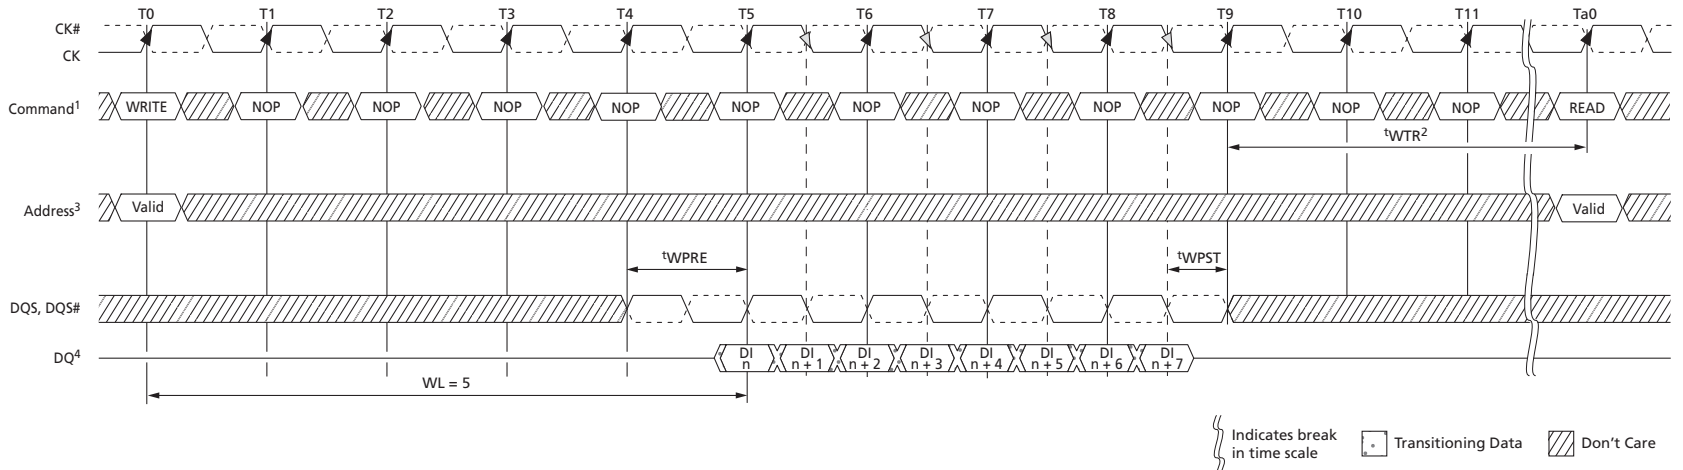 T0 T1 T2 T3 T4 T5 T6 T7 T8 T9 T10 T11 Ta0
CK#
CK
Command¹ WRITE NOP NOP NOP NOP NOP NOP NOP NOP NOP NOP NOP READ
tWTR²
Address³ Valid Valid
tWPRE tWPST
DQS, DQS#
DQ⁴ DI n DI n + 1 DI n + 2 DI n + 3 DI n + 4 DI n + 5 DI n + 6 DI n + 7
WL = 5
Indicates break
in time scale
Transitioning Data
Don't Care